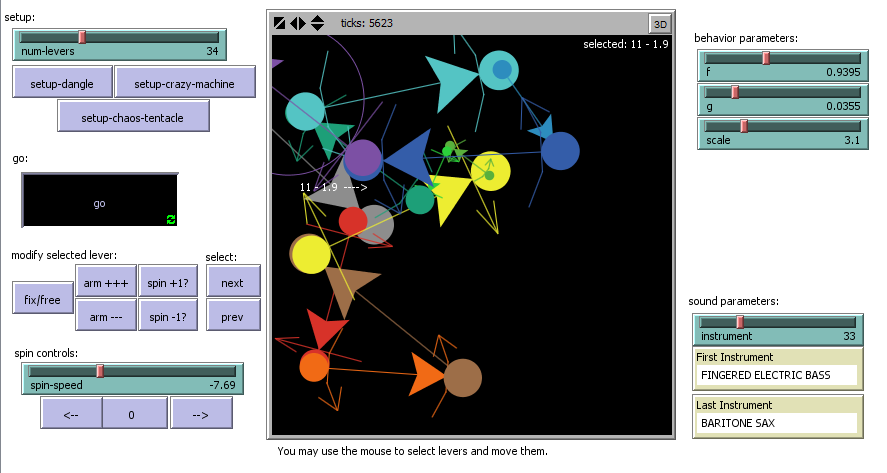 setup:
num-levers 34
setup-dangle
setup-crazy-machine
setup-chaos-tentacle
go:
go
modify selected lever:
select:
fix/free
arm +++
spin +1?
next
arm ---
spin -1?
prev
spin controls:
spin-speed -7.69
<--
0
-->
ticks: 5623
3D
selected: 11 - 1.9
11 - 1.9 ---->
You may use the mouse to select levers and move them.
behavior parameters:
f 0.9395
g 0.0355
scale 3.1
sound parameters:
instrument 33
First Instrument
FINGERED ELECTRIC BASS
Last Instrument
BARITONE SAX